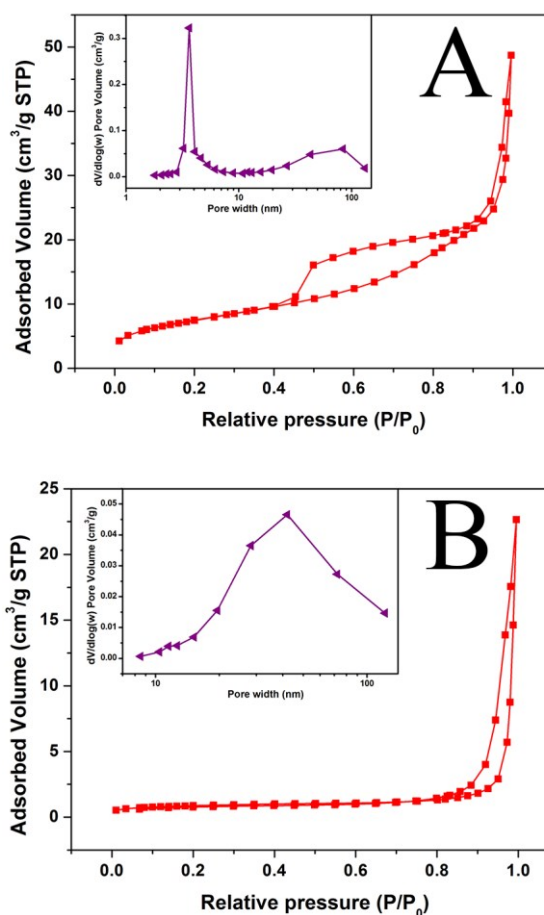 A
dV/dlog(w) Pore Volume (cm³/g)
0.3
0.2
0.1
0.0
1 10 100
Pore width (nm)
Adsorbed Volume (cm³/g STP)
50
40
30
20
10
0
0.0 0.2 0.4 0.6 0.8 1.0
Relative pressure (P/P₀)
B
dV/dlog(w) Pore Volume (cm³/g)
0.05
0.04
0.03
0.02
0.01
0.00
10 100
Pore width (nm)
Adsorbed Volume (cm³/g STP)
25
20
15
10
5
0
0.0 0.2 0.4 0.6 0.8 1.0
Relative pressure (P/P₀)